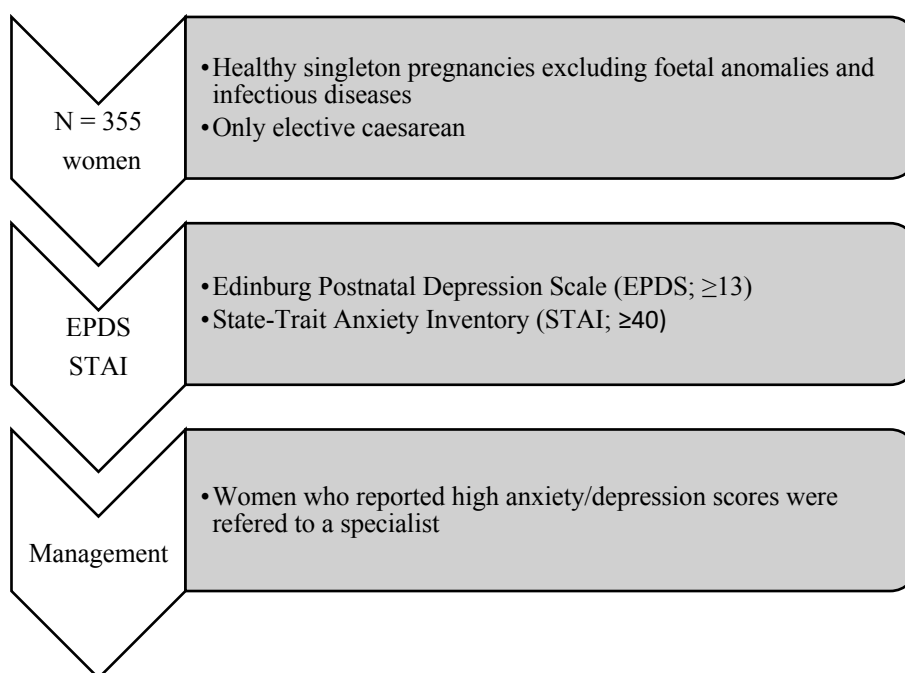 N = 355
women
•Healthy singleton pregnancies excluding foetal anomalies and
infectious diseases
•Only elective caesarean
EPDS
STAI
•Edinburg Postnatal Depression Scale (EPDS; ≥13)
•State-Trait Anxiety Inventory (STAI; ≥40)
Management
•Women who reported high anxiety/depression scores were
refered to a specialist